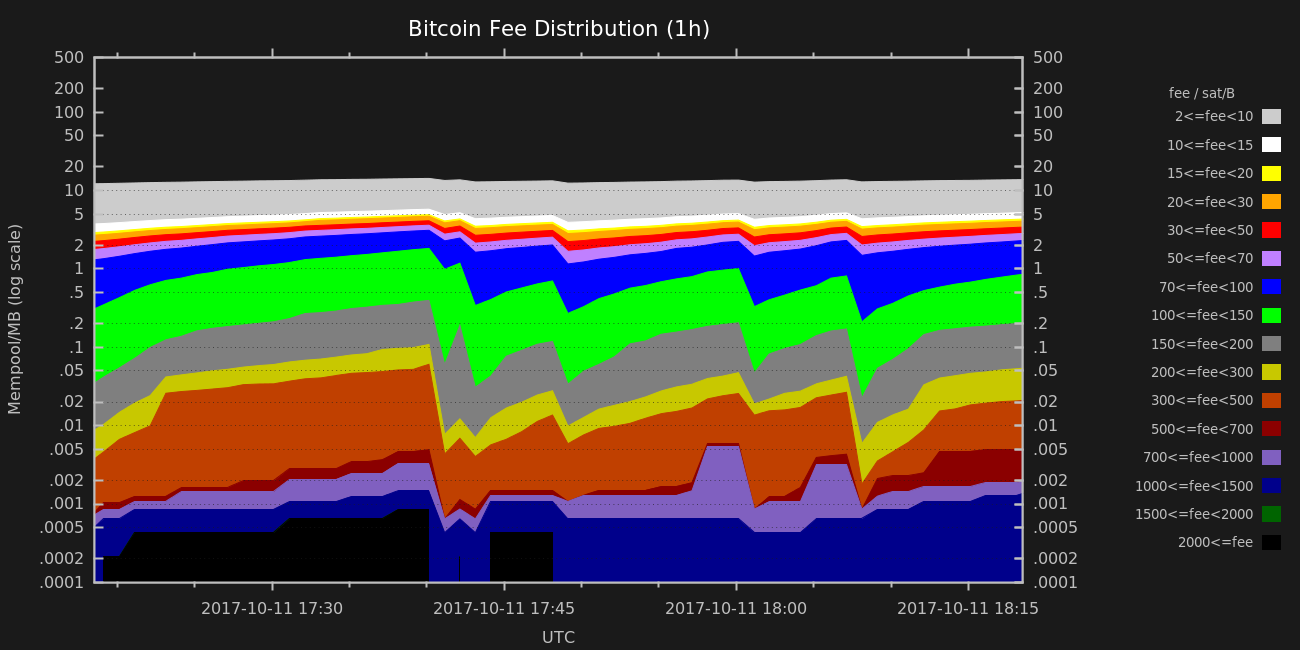 Bitcoin Fee Distribution (1h)
500
200
100
50
20
10
5
2
1
.5
.2
.1
.05
.02
.01
.005
.002
.001
.0005
.0002
.0001
Mempool/MB (log scale)
500
200
100
50
20
10
5
2
1
.5
.2
.1
.05
.02
.01
.005
.002
.001
.0005
.0002
.0001
2017-10-11 17:30
2017-10-11 17:45
2017-10-11 18:00
2017-10-11 18:15
UTC
fee / sat/B
2<=fee<10
10<=fee<15
15<=fee<20
20<=fee<30
30<=fee<50
50<=fee<70
70<=fee<100
100<=fee<150
150<=fee<200
200<=fee<300
300<=fee<500
500<=fee<700
700<=fee<1000
1000<=fee<1500
1500<=fee<2000
2000<=fee